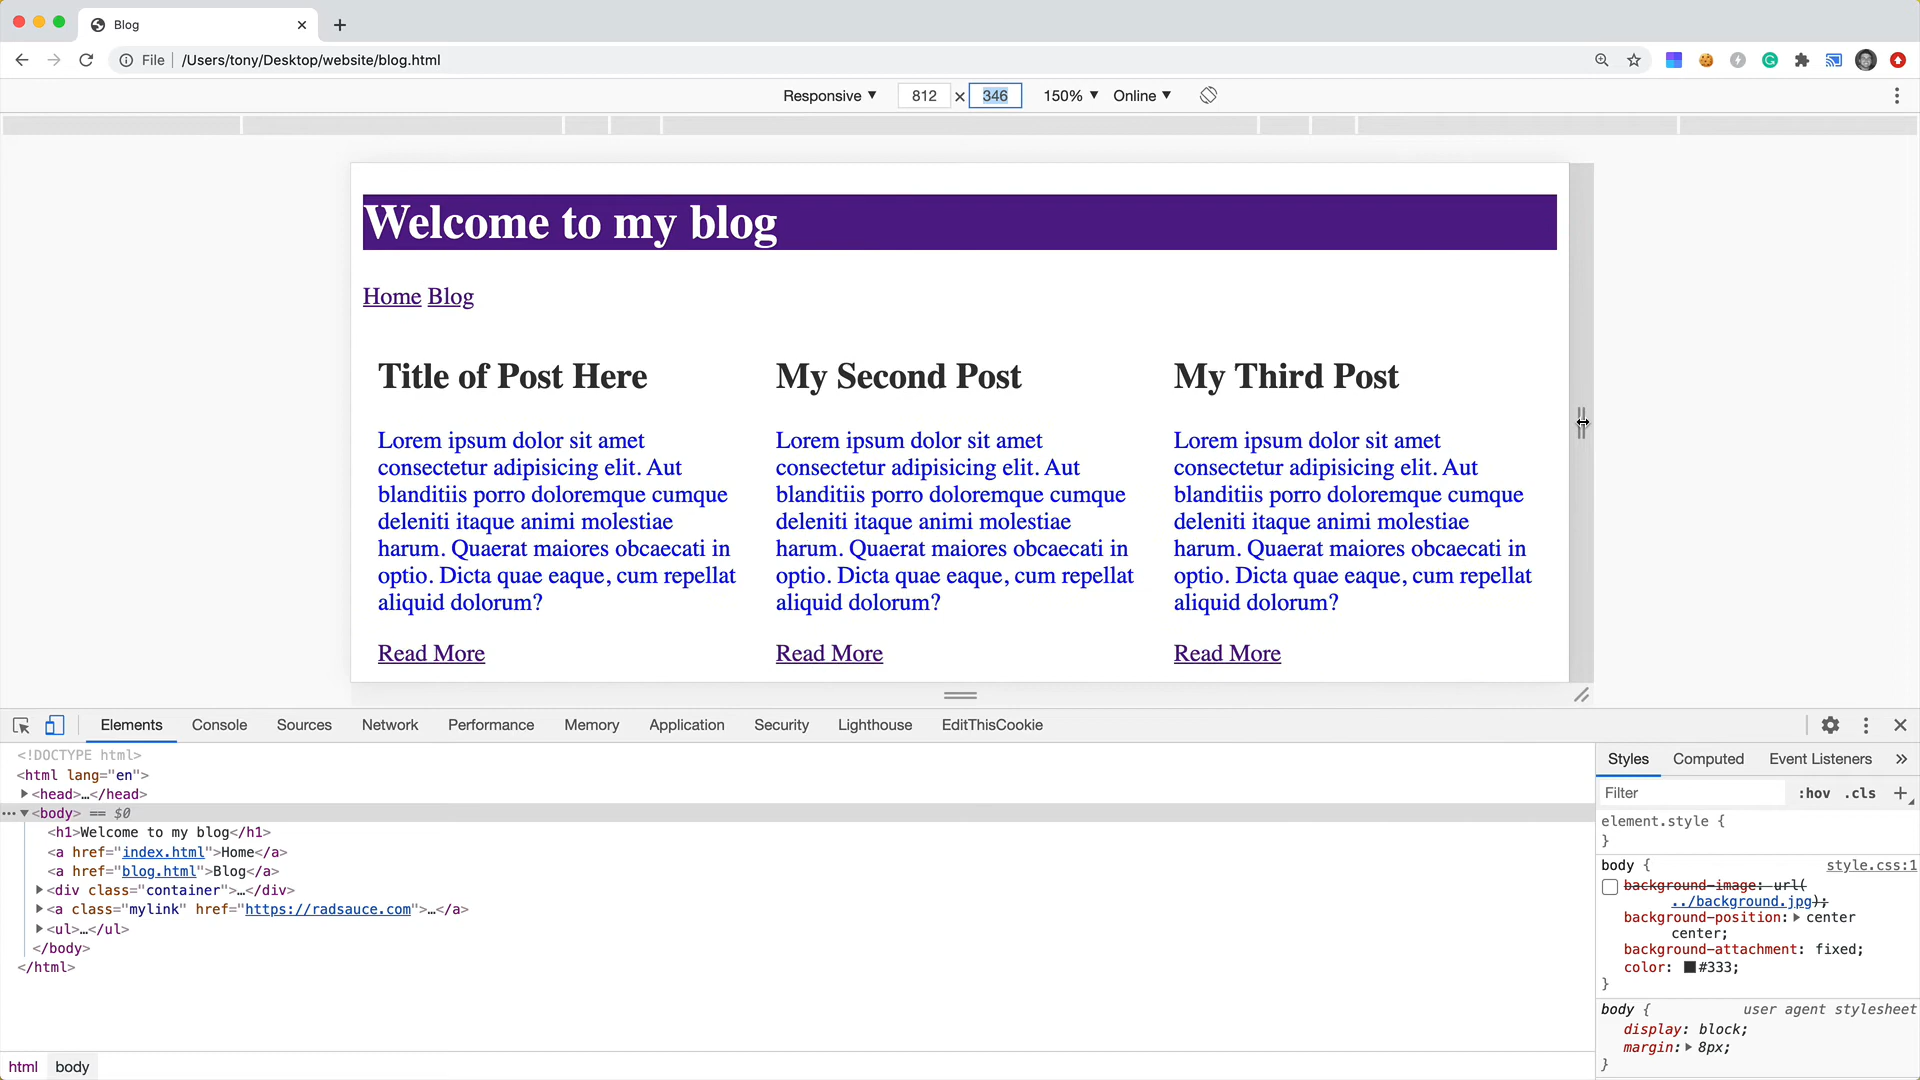 Blog
File | /Users/tony/Desktop/website/blog.html
Responsive ▼ 812 × 346 150% ▼ Online ▼
Welcome to my blog
Home Blog
Title of Post Here
Lorem ipsum dolor sit amet
consectetur adipisicing elit. Aut
blanditiis porro doloremque cumque
deleniti itaque animi molestiae
harum. Quaerat maiores obcaecati in
optio. Dicta quae eaque, cum repellat
aliquid dolorum?
Read More
My Second Post
Lorem ipsum dolor sit amet
consectetur adipisicing elit. Aut
blanditiis porro doloremque cumque
deleniti itaque animi molestiae
harum. Quaerat maiores obcaecati in
optio. Dicta quae eaque, cum repellat
aliquid dolorum?
Read More
My Third Post
Lorem ipsum dolor sit amet
consectetur adipisicing elit. Aut
blanditiis porro doloremque cumque
deleniti itaque animi molestiae
harum. Quaerat maiores obcaecati in
optio. Dicta quae eaque, cum repellat
aliquid dolorum?
Read More
Elements Console Sources Network Performance Memory Application Security Lighthouse EditThisCookie
<!DOCTYPE html>
<html lang="en">
▶<head>…</head>
… ▼<body> == $0
<h1>Welcome to my blog</h1>
<a href="index.html">Home</a>
<a href="blog.html">Blog</a>
▶<div class="container">…</div>
▶<a class="mylink" href="https://radsauce.com">…</a>
▶<ul>…</ul>
</body>
</html>
html body
Styles Computed Event Listeners »
Filter :hov .cls +
element.style {
}
body { style.css:1
background-image: url(
../background.jpg);
background-position:▶ center
center;
background-attachment: fixed;
color: #333;
}
body { user agent stylesheet
display: block;
margin:▶ 8px;
}